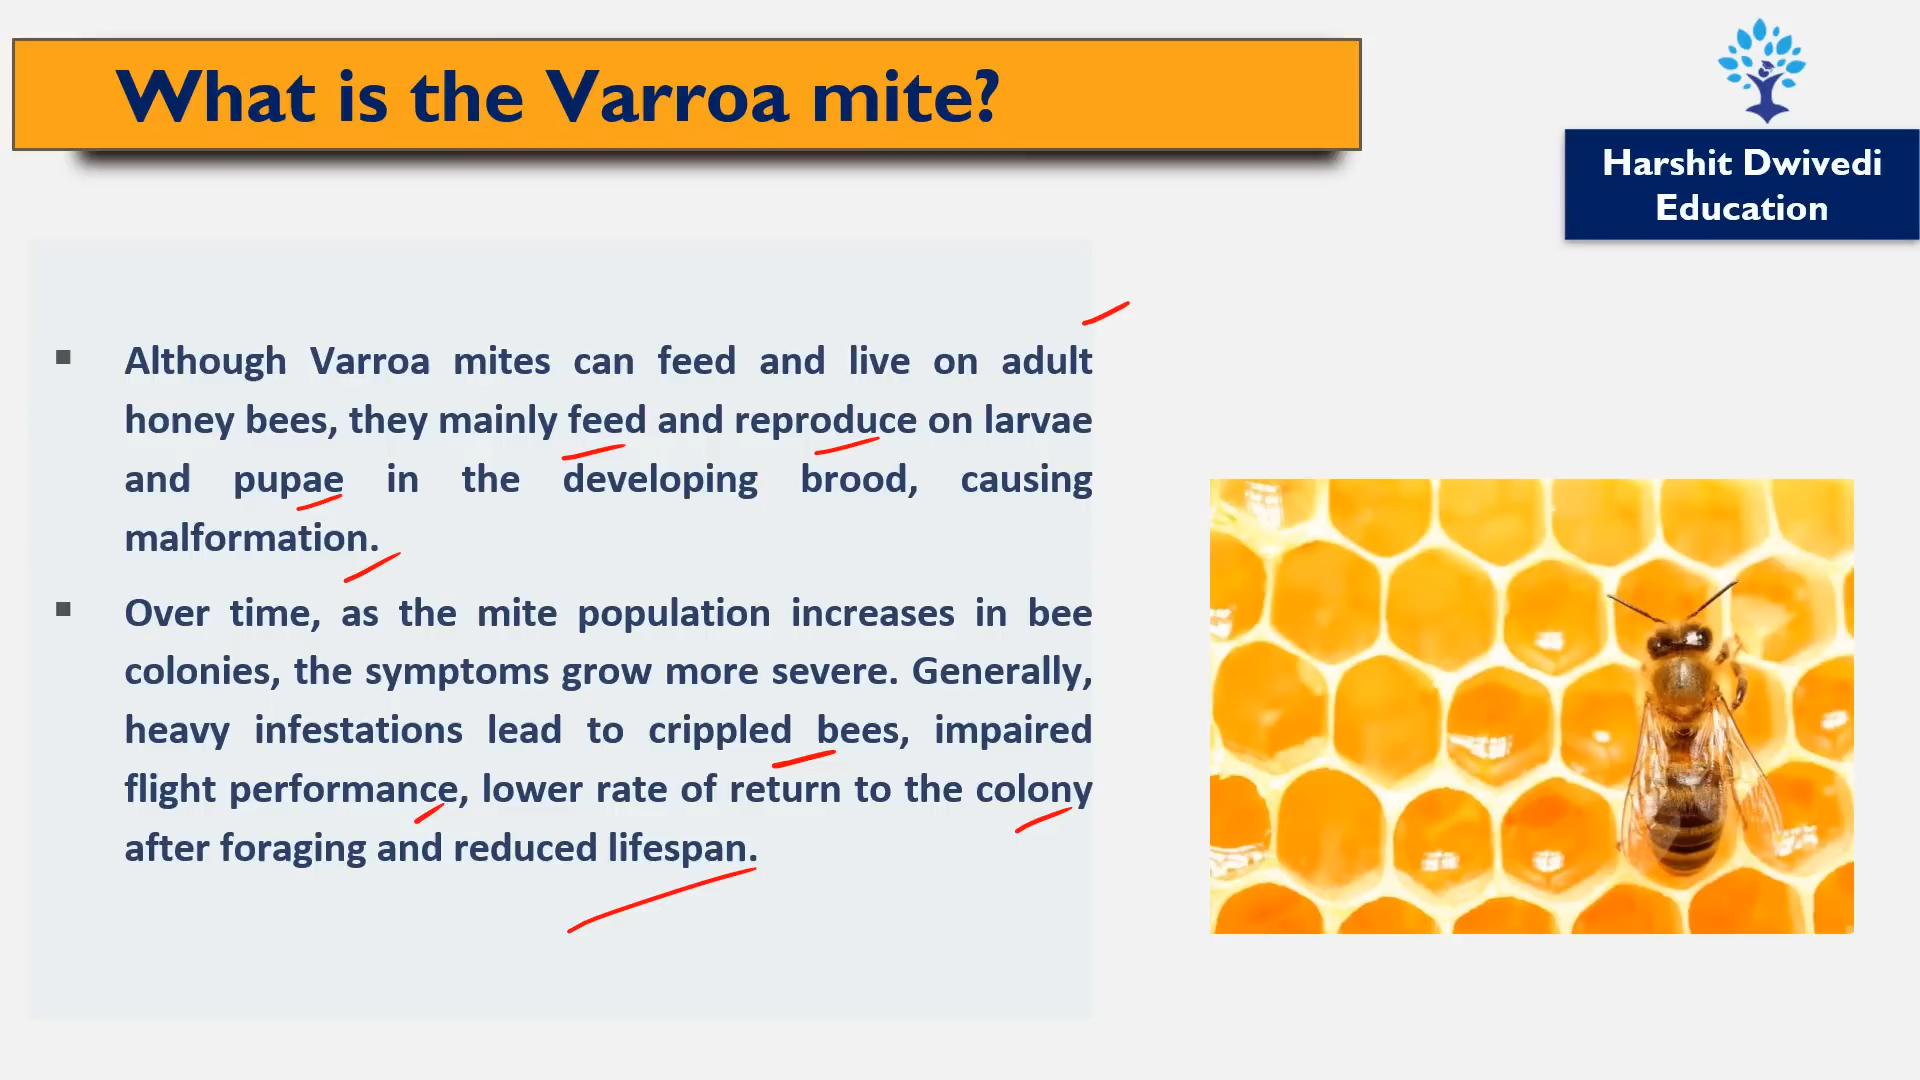 What is the Varroa mite?
Harshit Dwivedi
Education
Although Varroa mites can feed and live on adult
honey bees, they mainly feed and reproduce on larvae
and pupae in the developing brood, causing
malformation.
Over time, as the mite population increases in bee
colonies, the symptoms grow more severe. Generally,
heavy infestations lead to crippled bees, impaired
flight performance, lower rate of return to the colony
after foraging and reduced lifespan.